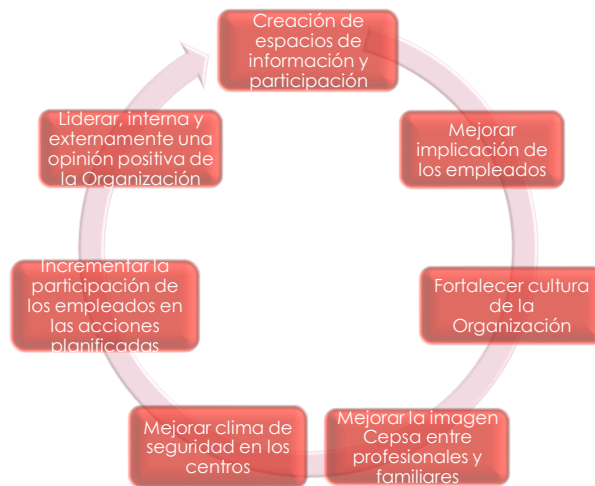 Creación de
espacios de
información y
participación
Mejorar
implicación de
los empleados
Fortalecer cultura
de la
Organización
Mejorar la imagen
Cepsa entre
profesionales y
familiares
Mejorar clima de
seguridad en los
centros
Incrementar la
participación de
los empleados en
las acciones
planificadas
Liderar, interna y
externamente una
opinión positiva de
la Organización